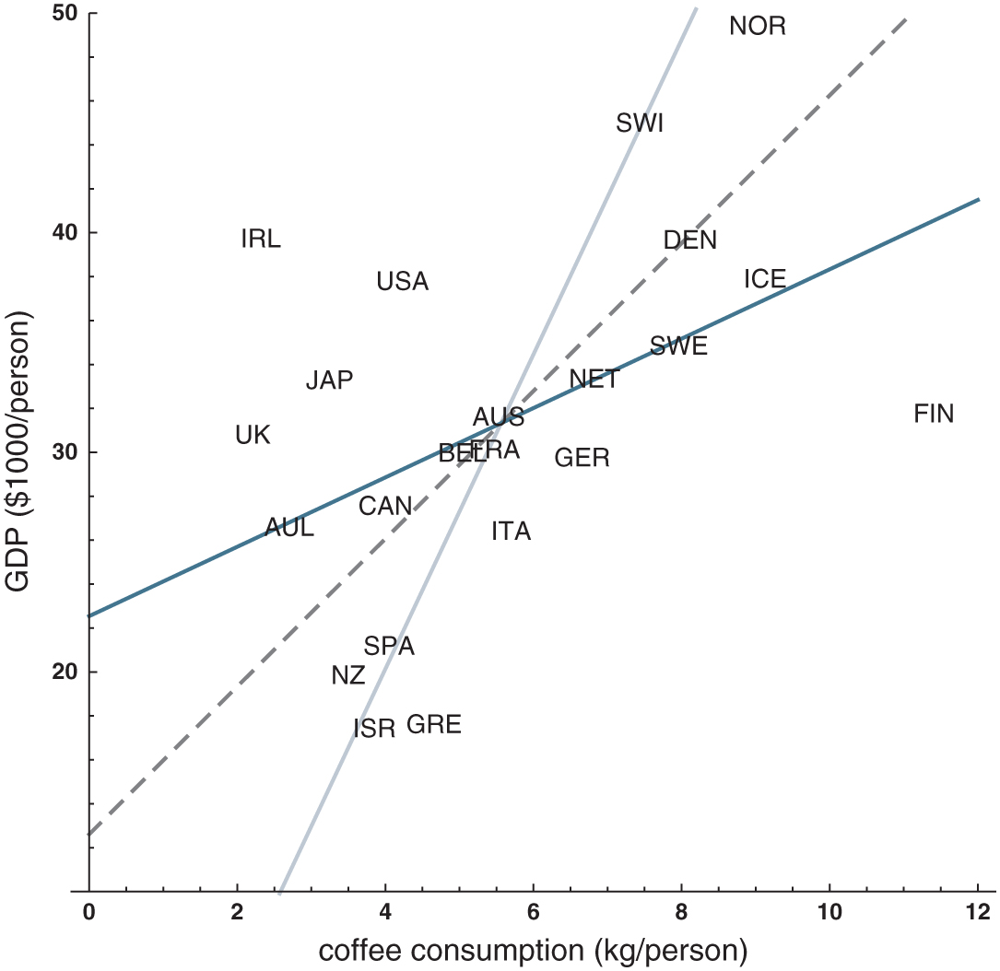 50
NOR
SWI
40
IRL
DEN
USA
ICE
SWE
JAP
NET
AUS
FIN
UK
30
BEL
FRA
GER
CAN
AUL
ITA
SPA
20
NZ
ISR
GRE
GDP ($1000/person)
0 2 4 6 8 10 12
coffee consumption (kg/person)